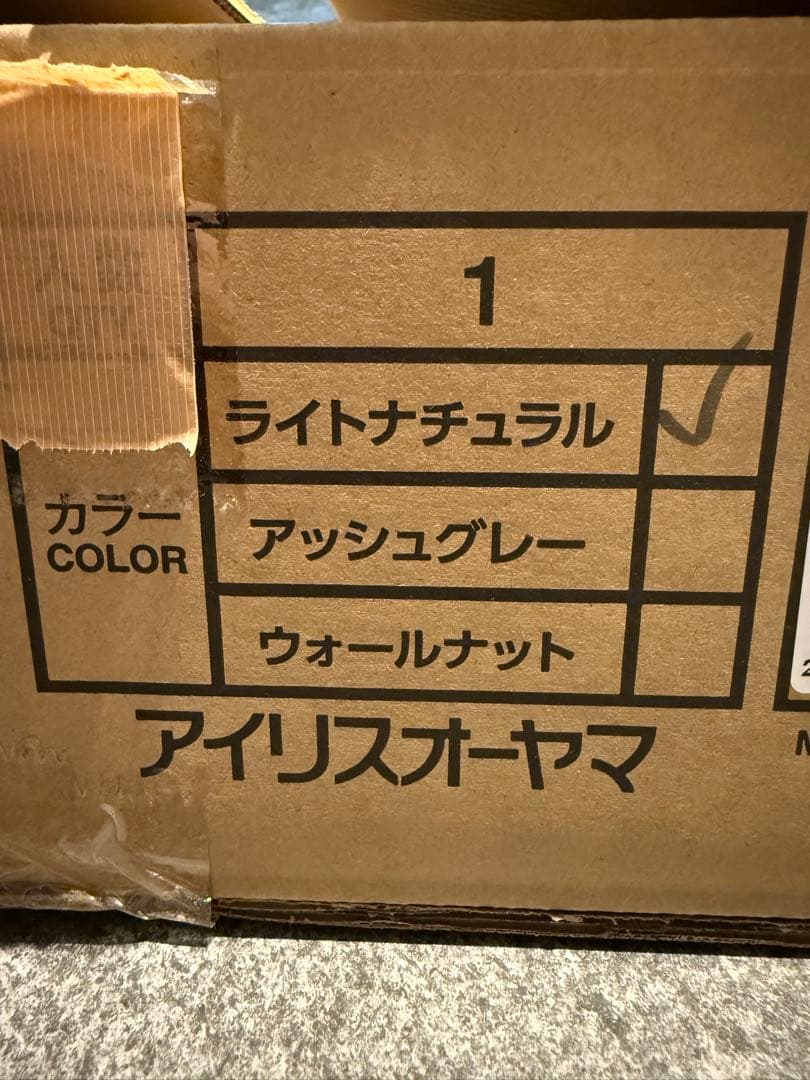 1
ライトナチュラル
アッシュグレー
カラー
COLOR
ウォールナット
アイリスオーヤマ